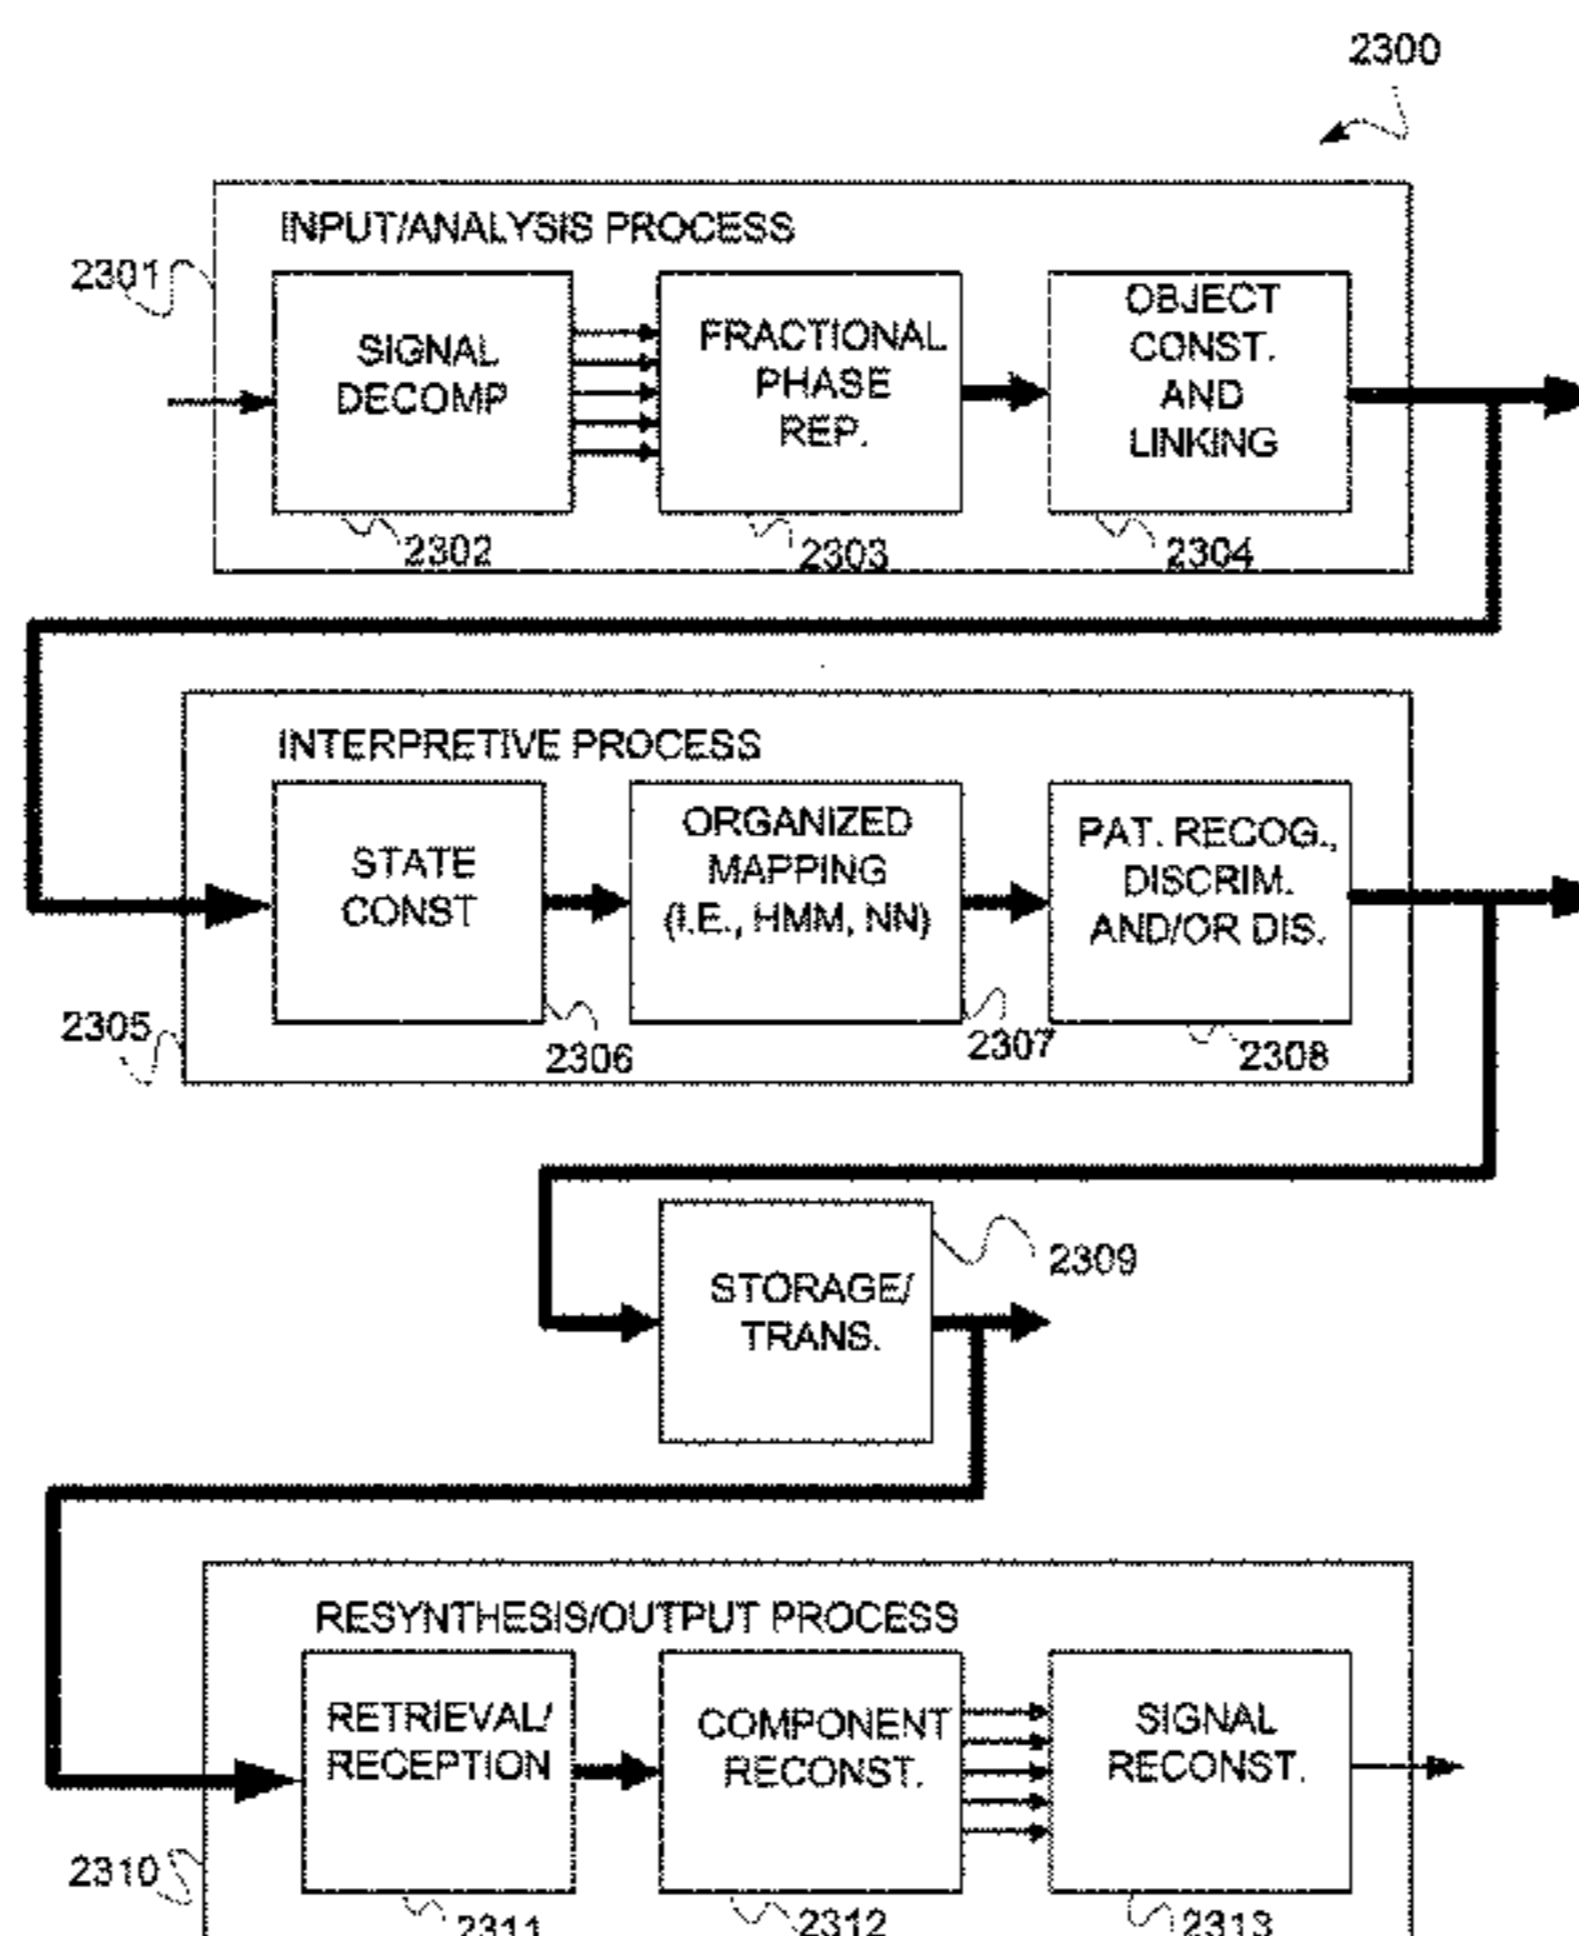 2300
INPUT/ANALYSIS PROCESS
2301
SIGNAL
DECOMP
FRACTIONAL
PHASE
REP.
OBJECT
CONST.
AND
LINKING
2302
2303
2304
INTERPRETIVE PROCESS
STATE
CONST
ORGANIZED
MAPPING
(I.E., HMM, NN)
PAT. RECOG.,
DISCRIM.
AND/OR DIS.
2305
2306
2307
2308
STORAGE/
TRANS.
2309
RESYNTHESIS/OUTPUT PROCESS
RETRIEVAL/
RECEPTION
COMPONENT
RECONST.
SIGNAL
RECONST.
2310
2311
2312
2313